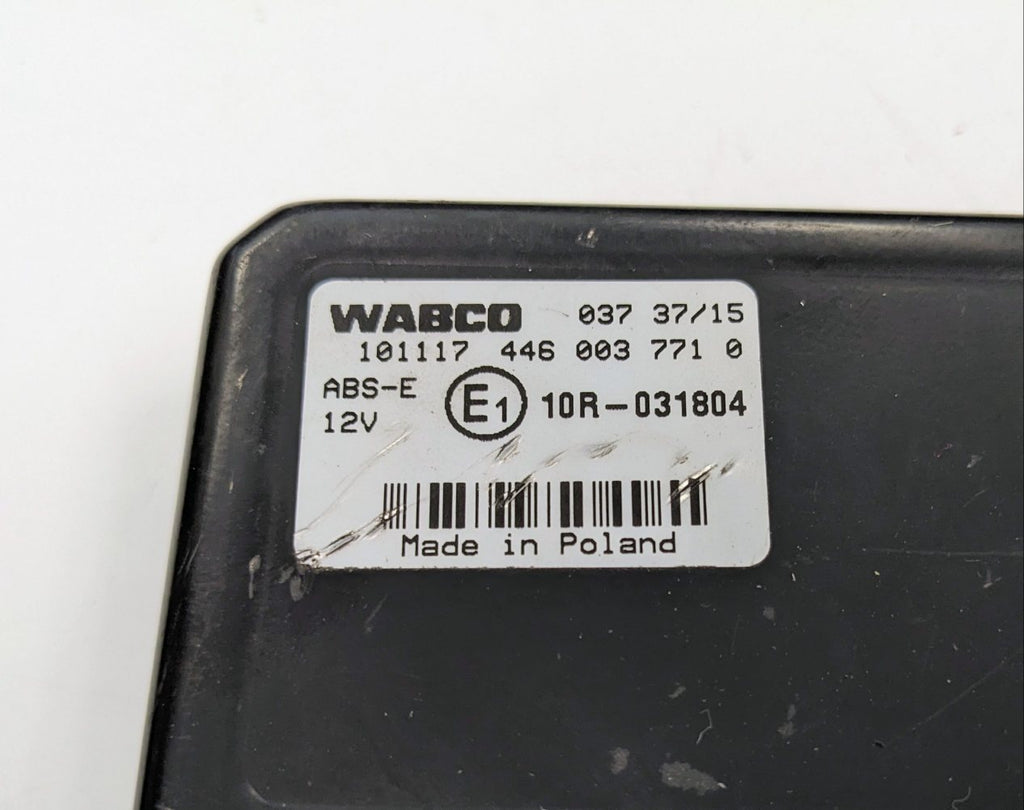 WABCO 037 37/15
101117 446 003 771 0
ABS-E
12V
E1 10R-031804
Made in Poland